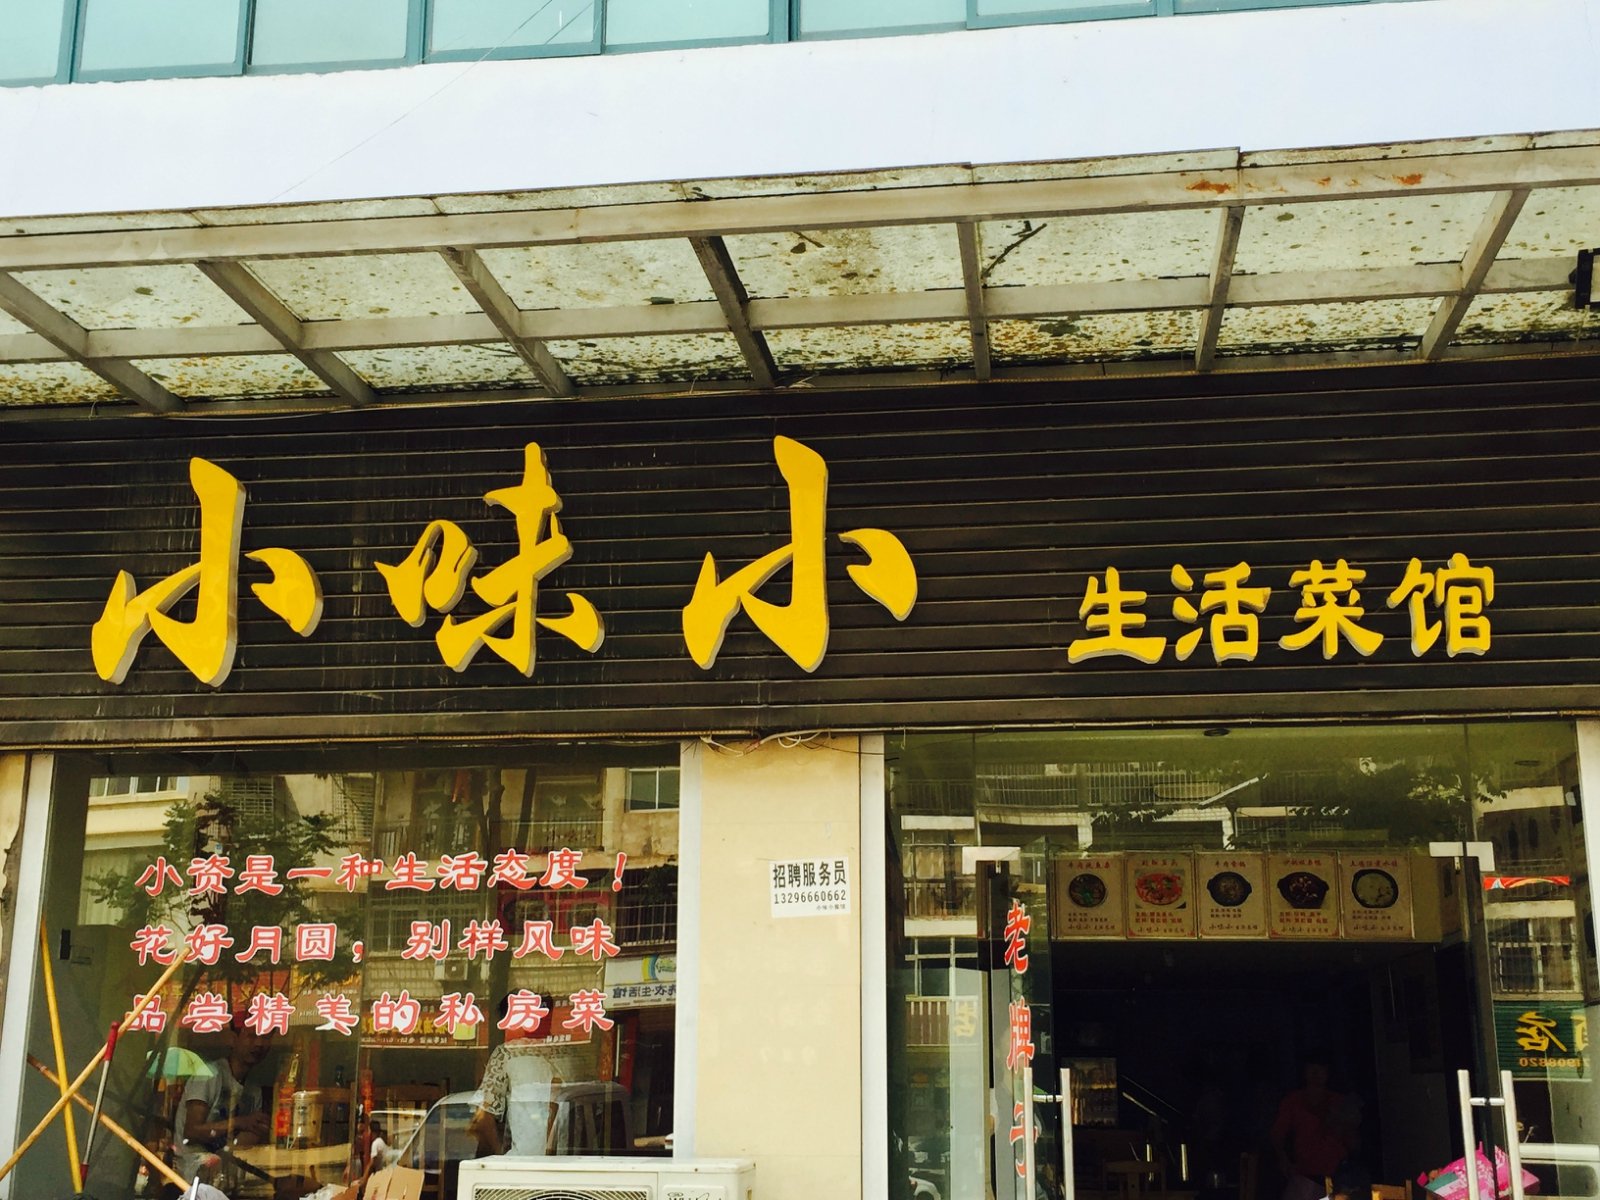 小味小 生活菜馆
小资是一种生活态度！
花好月圆，别样风味
品尝精美的私房菜
招聘服务员
13296660662
老牌子